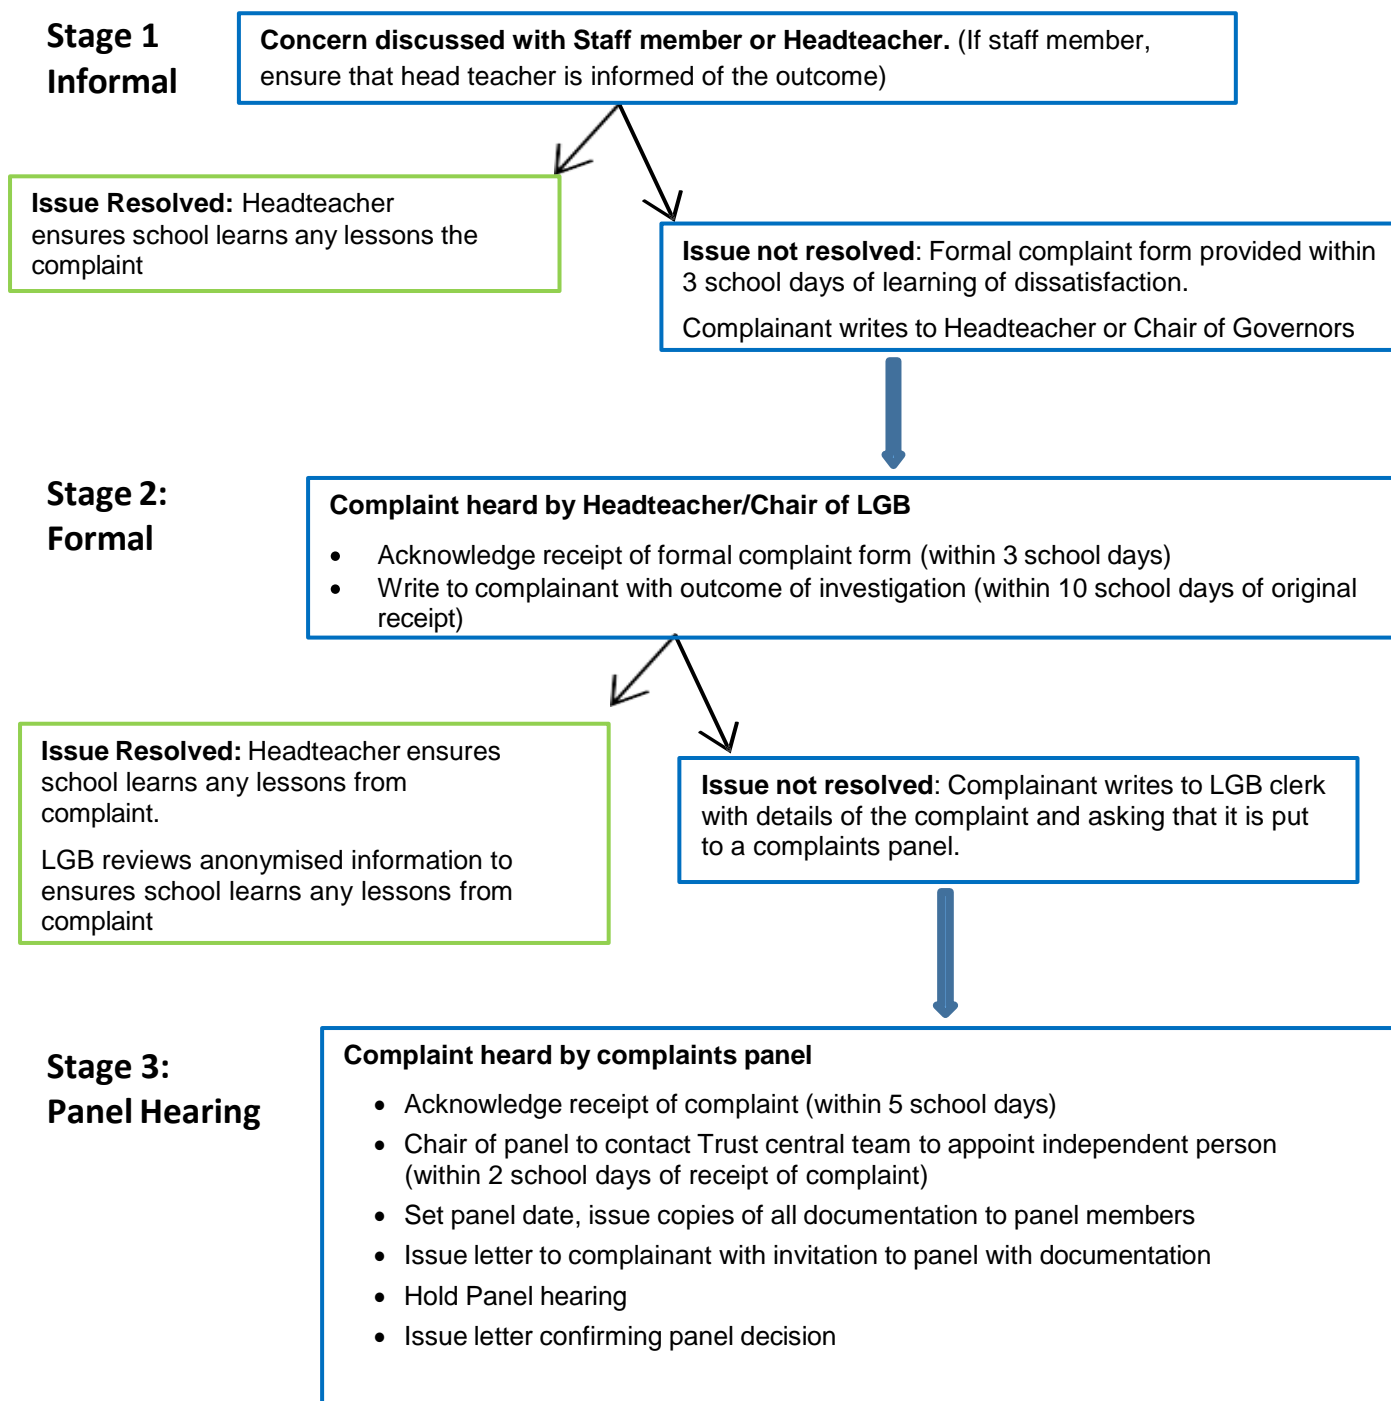 Stage 1
Informal
Concern discussed with Staff member or Headteacher. (If staff member,
ensure that head teacher is informed of the outcome)
Issue Resolved: Headteacher
ensures school learns any lessons the
complaint
Issue not resolved: Formal complaint form provided within
3 school days of learning of dissatisfaction.
Complainant writes to Headteacher or Chair of Governors
Stage 2:
Formal
Complaint heard by Headteacher/Chair of LGB
• Acknowledge receipt of formal complaint form (within 3 school days)
• Write to complainant with outcome of investigation (within 10 school days of original
receipt)
Issue Resolved: Headteacher ensures
school learns any lessons from
complaint.
LGB reviews anonymised information to
ensures school learns any lessons from
complaint
Issue not resolved: Complainant writes to LGB clerk
with details of the complaint and asking that it is put
to a complaints panel.
Stage 3:
Panel Hearing
Complaint heard by complaints panel
• Acknowledge receipt of complaint (within 5 school days)
• Chair of panel to contact Trust central team to appoint independent person
(within 2 school days of receipt of complaint)
• Set panel date, issue copies of all documentation to panel members
• Issue letter to complainant with invitation to panel with documentation
• Hold Panel hearing
• Issue letter confirming panel decision